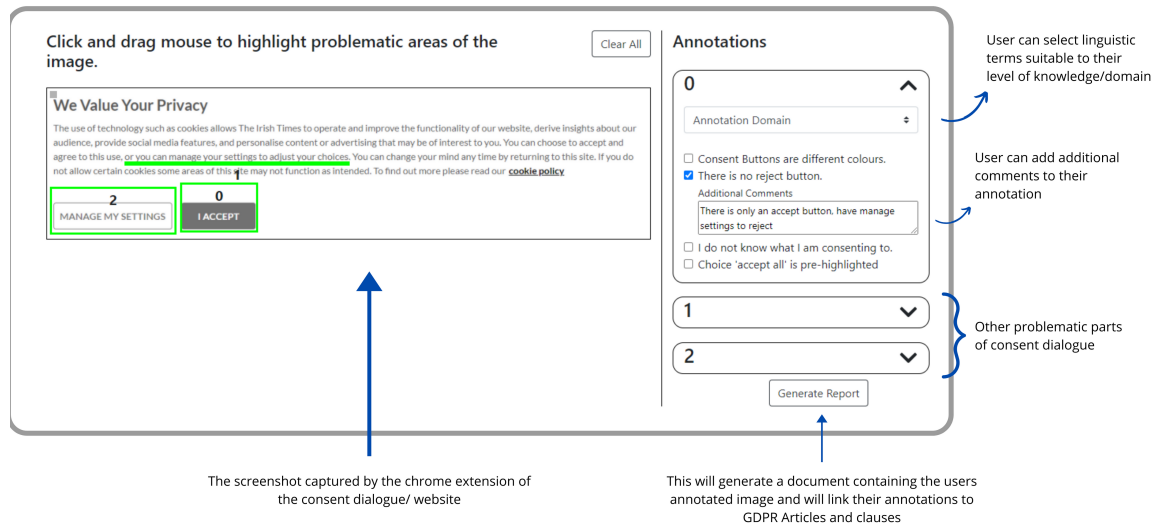 Click and drag mouse to highlight problematic areas of the
image.
Clear All
We Value Your Privacy
The use of technology such as cookies allows The Irish Times to operate and improve the functionality of our website, derive insights about our
audience, provide social media features, and personalise content or advertising that may be of interest to you. You can choose to accept and
agree to this use, or you can manage your settings to adjust your choices. You can change your mind any time by returning to this site. If you do
not allow certain cookies some areas of this site may not function as intended. To find out more please read our cookie policy
1
2
MANAGE MY SETTINGS
0
I ACCEPT
Annotations
0
Annotation Domain
Consent Buttons are different colours.
There is no reject button.
Additional Comments
There is only an accept button, have manage
settings to reject
I do not know what I am consenting to.
Choice 'accept all' is pre-highlighted
1
2
Generate Report
User can select linguistic
terms suitable to their
level of knowledge/domain
User can add additional
comments to their
annotation
Other problematic parts
of consent dialogue
The screenshot captured by the chrome extension of
the consent dialogue/ website
This will generate a document containing the users
annotated image and will link their annotations to
GDPR Articles and clauses